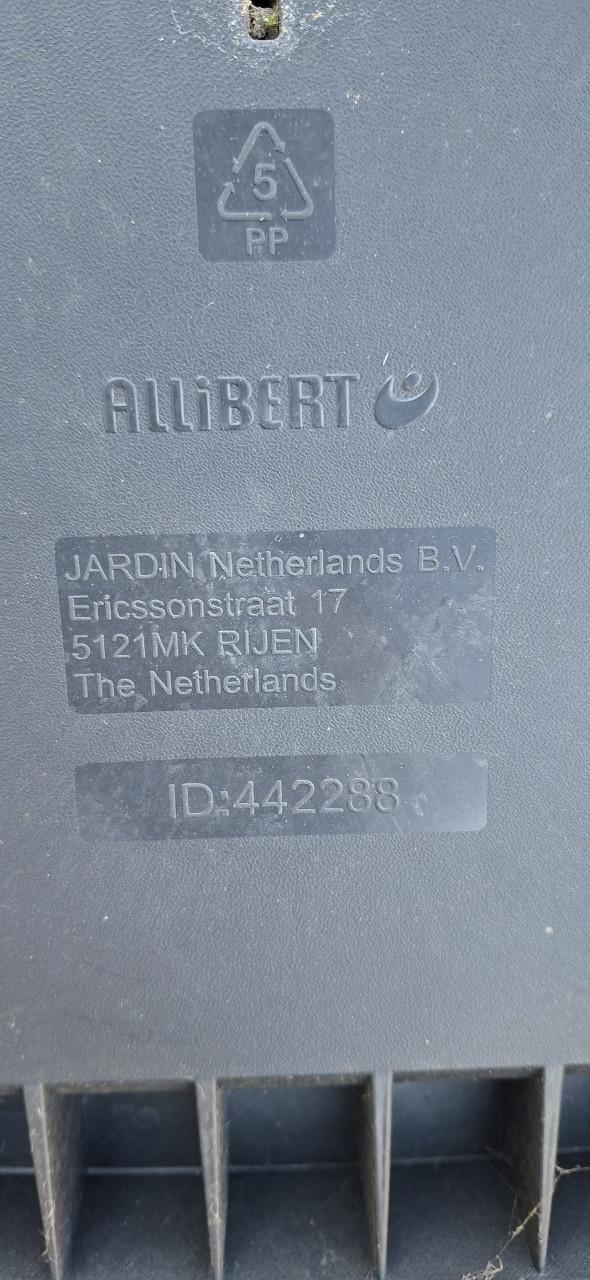 5
PP
ALLiBERT
JARDIN Netherlands B.V.
Ericssonstraat 17
5121MK RIJEN
The Netherlands
ID:442288